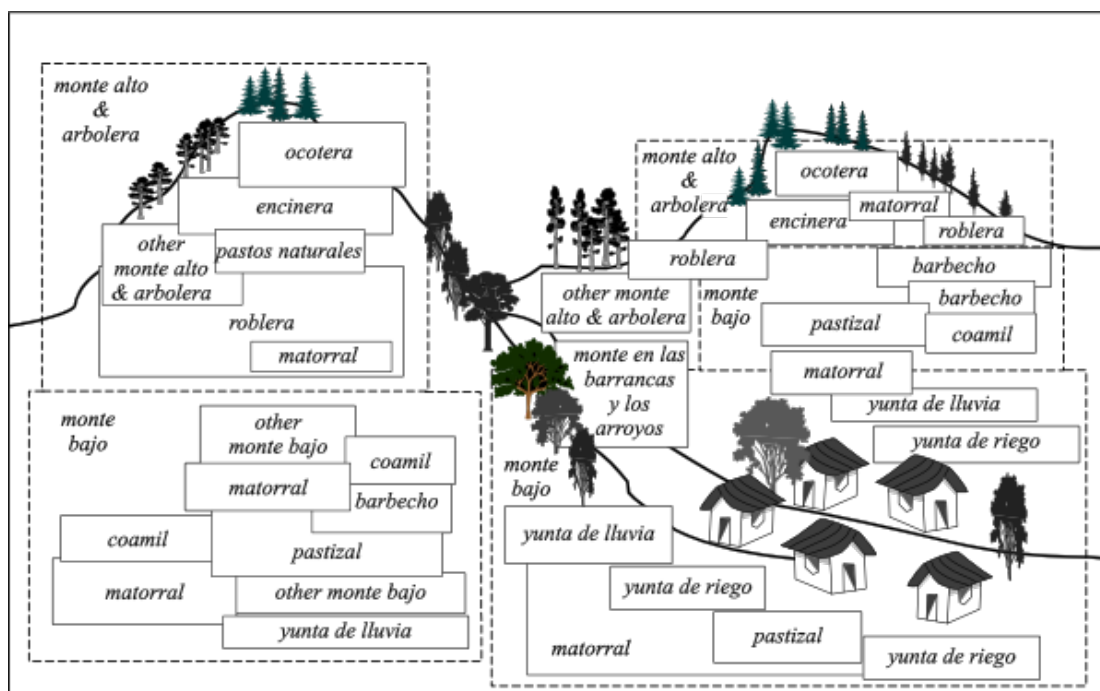 monte alto
&
arbolera
ocotera
encinera
pastos naturales
other
monte alto
& arbolera
roblera
matorral
monte
bajo
other
monte bajo
coamil
matorral
barbecho
coamil
pastizal
matorral
other monte bajo
yunta de lluvia
monte alto
&
arbolera
ocotera
matorral
encinera
roblera
roblera
other monte
alto & arbolera
monte
bajo
barbecho
barbecho
pastizal
coamil
monte en las
barrancas
y los
arroyos
matorral
yunta de lluvia
yunta de riego
monte
bajo
yunta de lluvia
yunta de riego
matorral
pastizal
yunta de riego